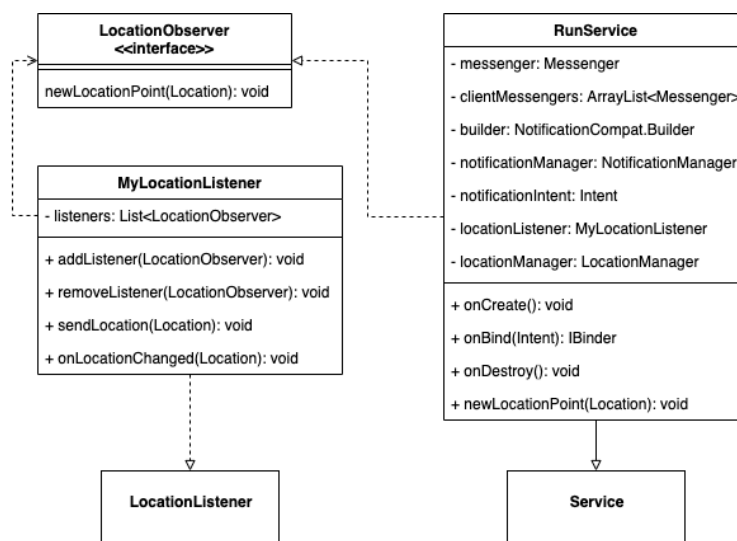 LocationObserver
<<interface>>
newLocationPoint(Location): void
MyLocationListener
- listeners: List<LocationObserver>
+ addListener(LocationObserver): void
+ removeListener(LocationObserver): void
+ sendLocation(Location): void
+ onLocationChanged(Location): void
LocationListener
RunService
- messenger: Messenger
- clientMessengers: ArrayList<Messenger>
- builder: NotificationCompat.Builder
- notificationManager: NotificationManager
- notificationIntent: Intent
- locationListener: MyLocationListener
- locationManager: LocationManager
+ onCreate(): void
+ onBind(Intent): IBinder
+ onDestroy(): void
+ newLocationPoint(Location): void
Service